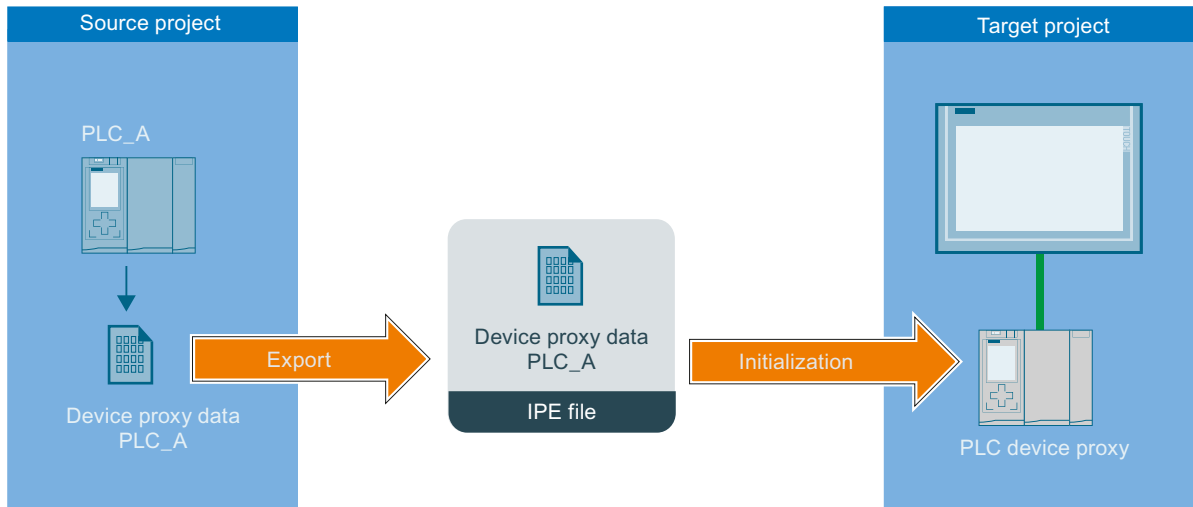 Source project
PLC_A
Device proxy data
PLC_A
Export
Device proxy data
PLC_A
IPE file
Initialization
Target project
TOUCH
PLC device proxy